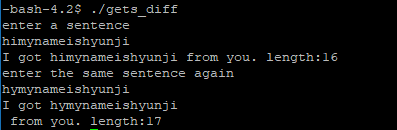 -bash-4.2$ ./gets_diff
enter a sentence
himynameishyunji
I got himynameishyunji from you. length:16
enter the same sentence again
hymynameishyunji
I got hymynameishyunji
 from you. length:17